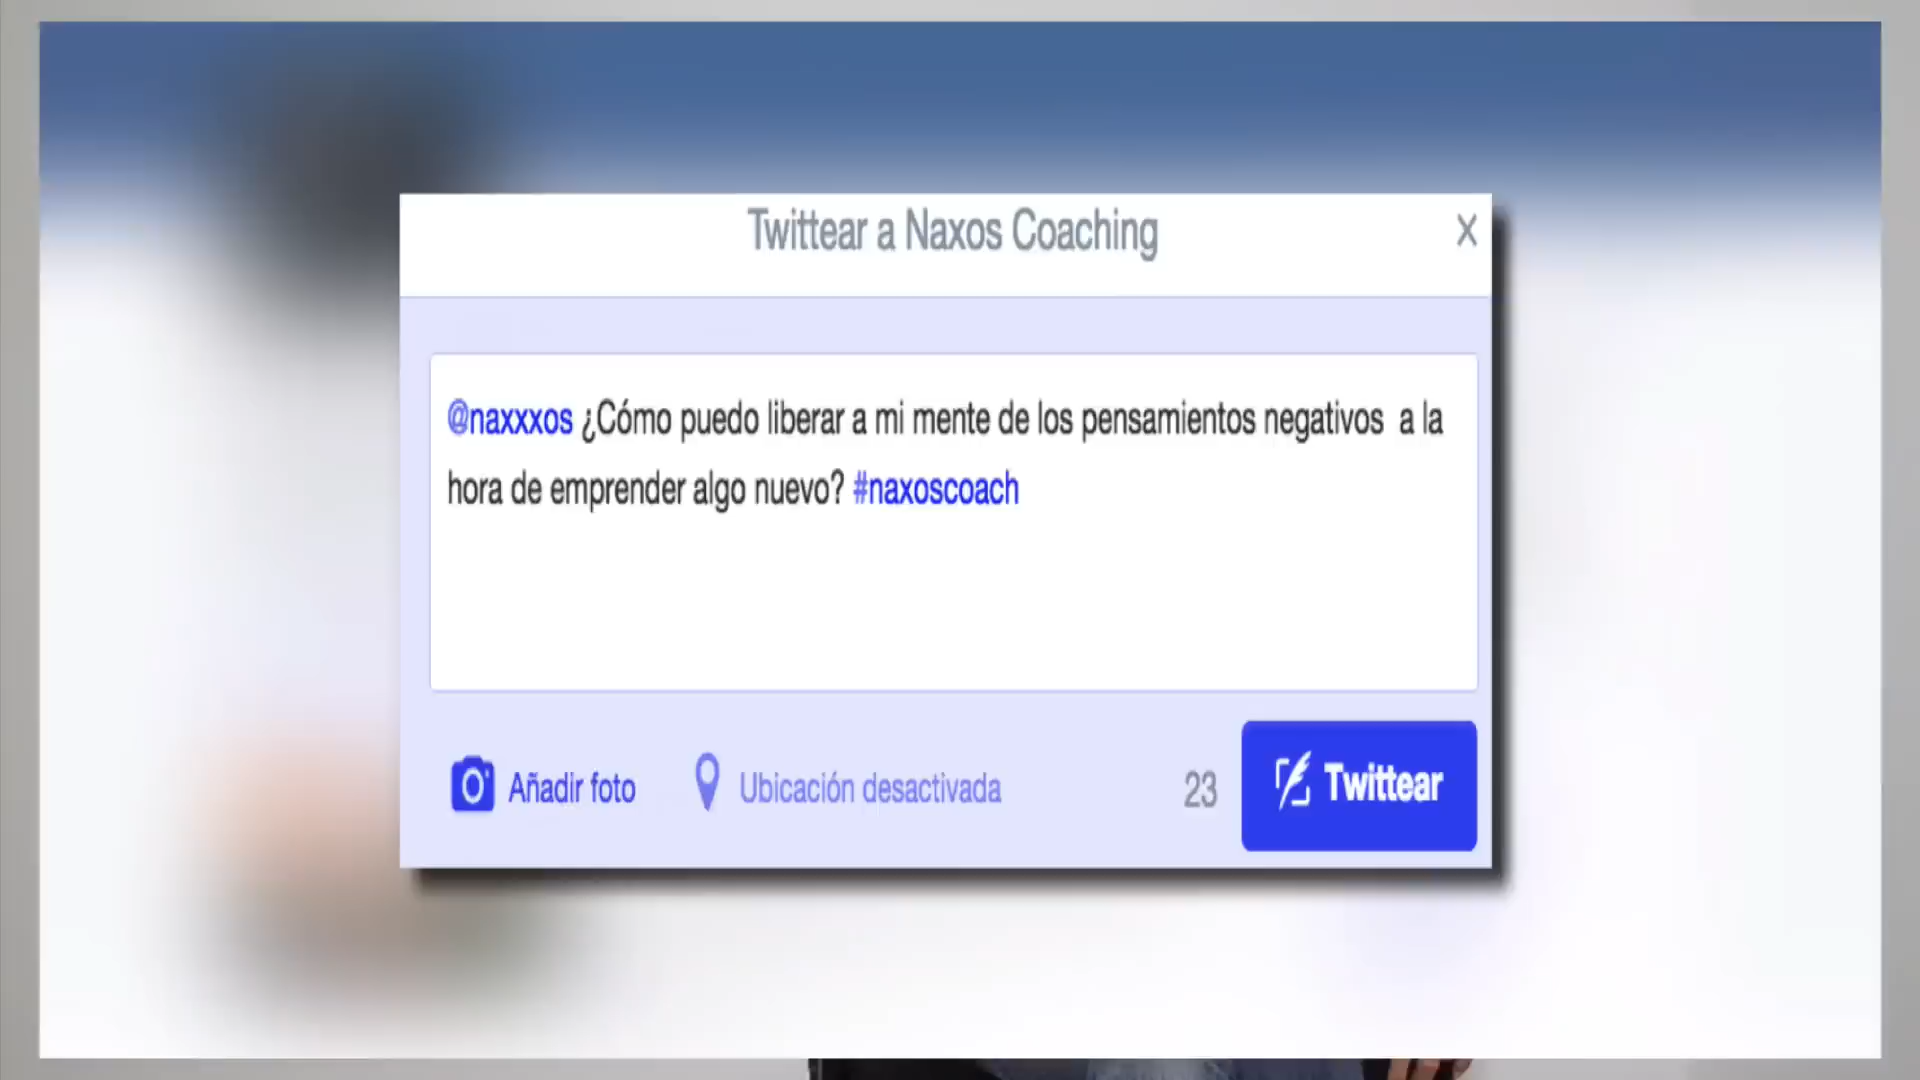 Twittear a Naxos Coaching
X
@naxxxos ¿Cómo puedo liberar a mi mente de los pensamientos negativos a la
hora de emprender algo nuevo? #naxoscoach
Añadir foto
Ubicación desactivada
23
Twittear